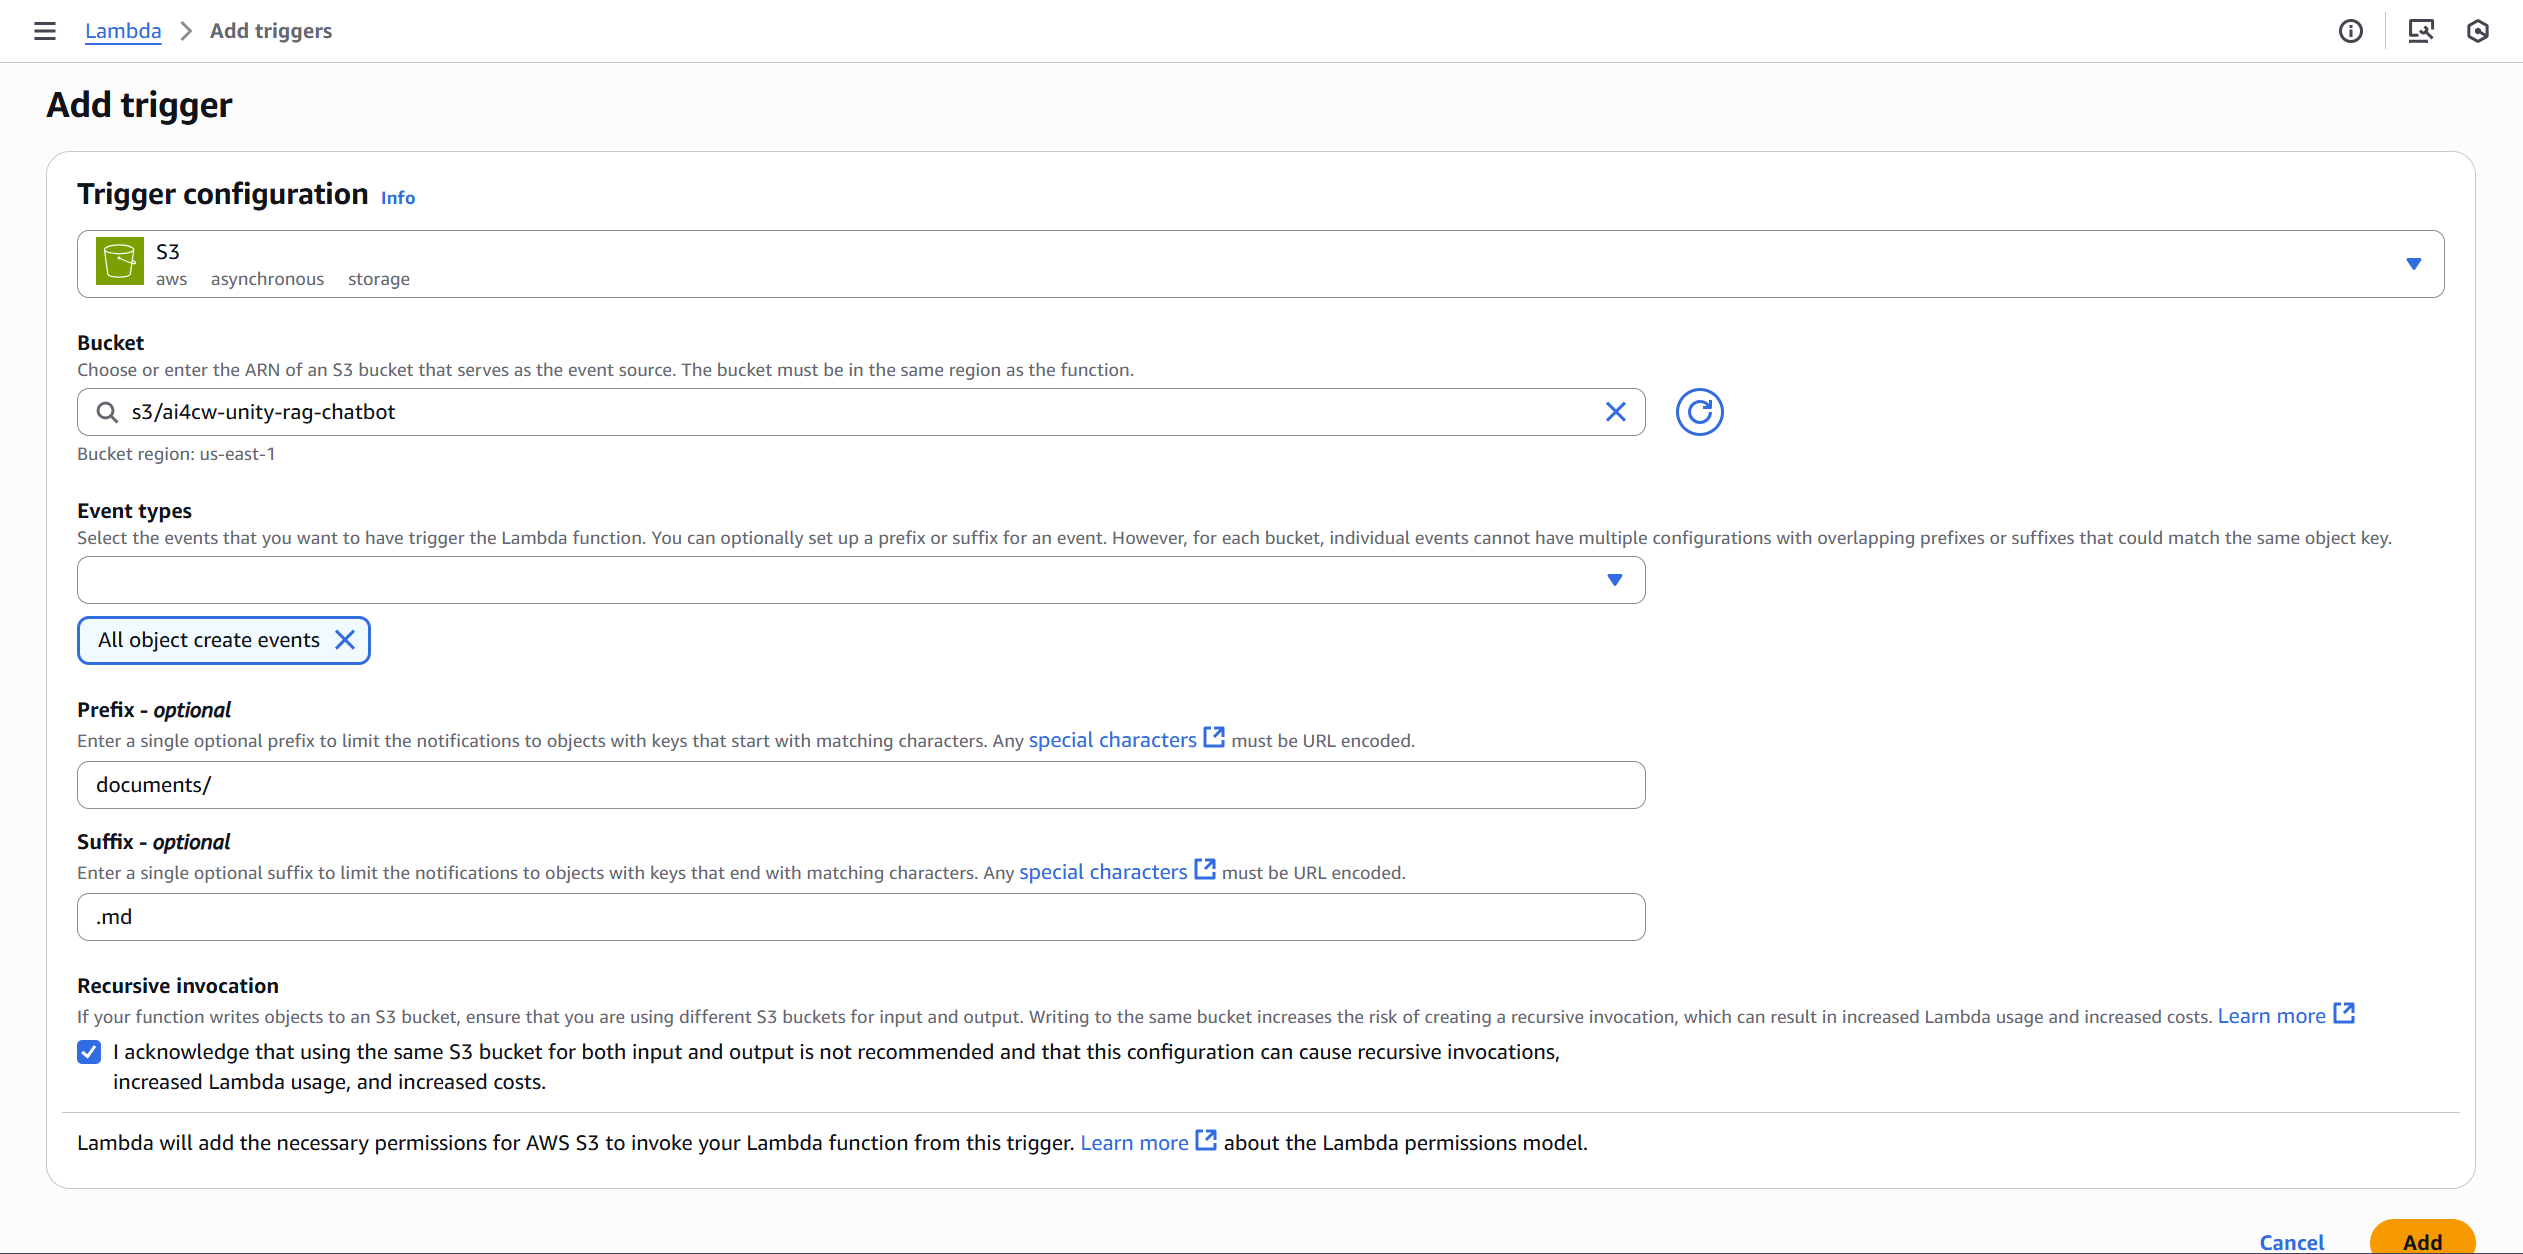 Lambda > Add triggers
Add trigger
Trigger configuration Info
S3
aws asynchronous storage
Bucket
Choose or enter the ARN of an S3 bucket that serves as the event source. The bucket must be in the same region as the function.
s3/ai4cw-unity-rag-chatbot
Bucket region: us-east-1
Event types
Select the events that you want to have trigger the Lambda function. You can optionally set up a prefix or suffix for an event. However, for each bucket, individual events cannot have multiple configurations with overlapping prefixes or suffixes that could match the same object key.
All object create events
Prefix - optional
Enter a single optional prefix to limit the notifications to objects with keys that start with matching characters. Any special characters must be URL encoded.
documents/
Suffix - optional
Enter a single optional suffix to limit the notifications to objects with keys that end with matching characters. Any special characters must be URL encoded.
.md
Recursive invocation
If your function writes objects to an S3 bucket, ensure that you are using different S3 buckets for input and output. Writing to the same bucket increases the risk of creating a recursive invocation, which can result in increased Lambda usage and increased costs. Learn more
I acknowledge that using the same S3 bucket for both input and output is not recommended and that this configuration can cause recursive invocations,
increased Lambda usage, and increased costs.
Lambda will add the necessary permissions for AWS S3 to invoke your Lambda function from this trigger. Learn more about the Lambda permissions model.
Cancel Add